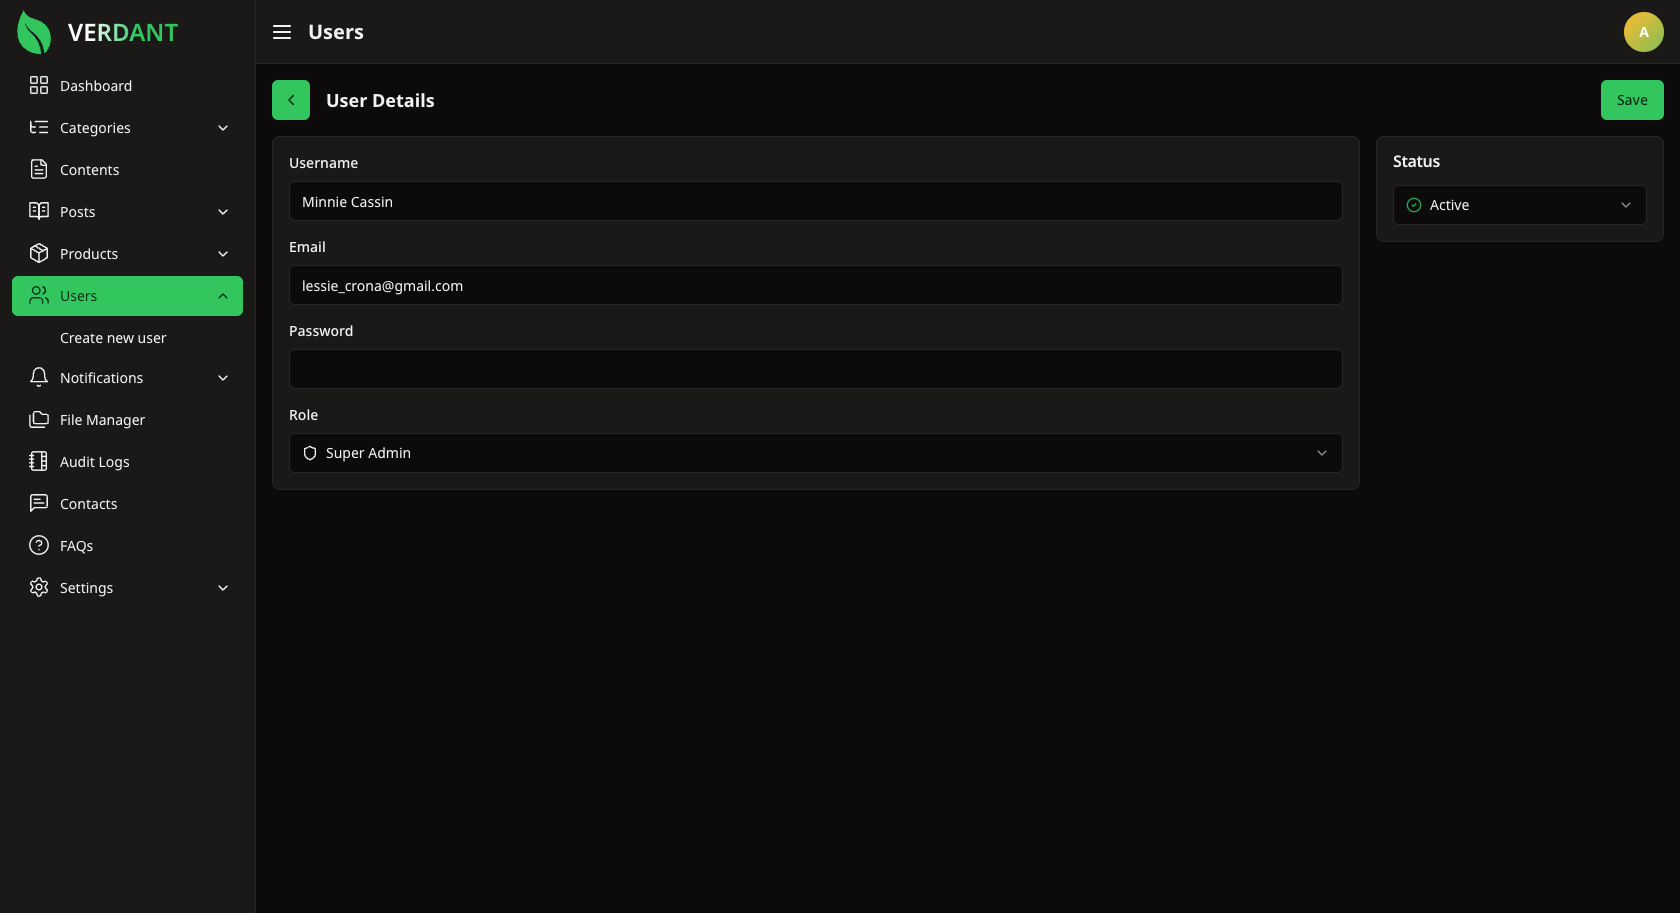 VERDANT
Dashboard
Categories
Contents
Posts
Products
Users
Create new user
Notifications
File Manager
Audit Logs
Contacts
FAQs
Settings
Users
A
User Details
Save
Username
Minnie Cassin
Email
lessie_crona@gmail.com
Password
Role
Super Admin
Status
Active